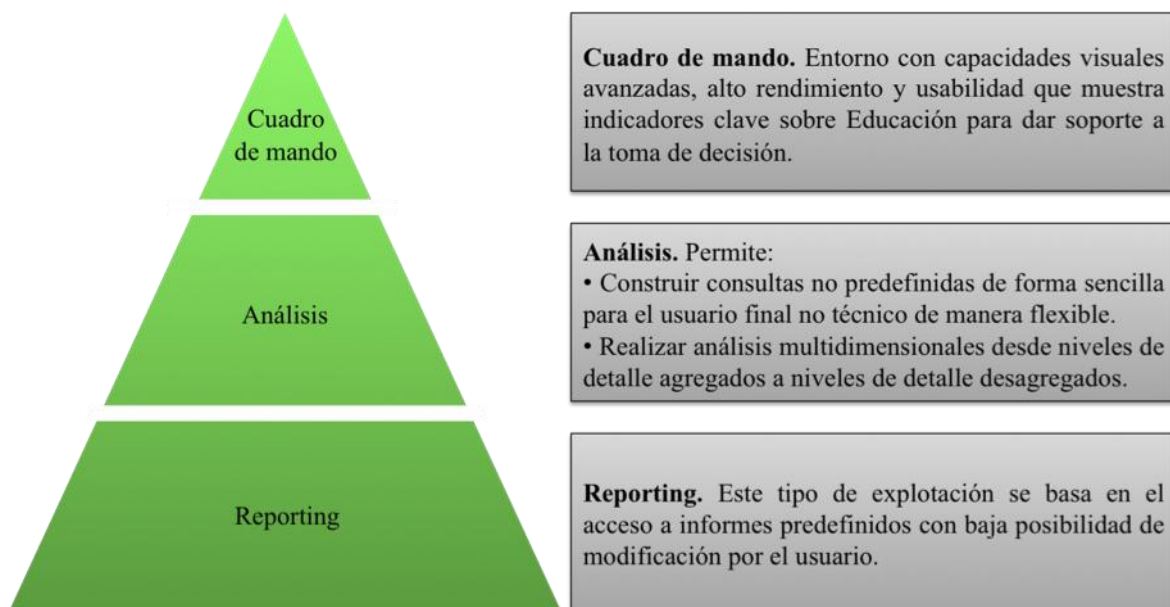 Cuadro
de mando
Cuadro de mando. Entorno con capacidades visuales
avanzadas, alto rendimiento y usabilidad que muestra
indicadores clave sobre Educación para dar soporte a
la toma de decisión.
Análisis
Análisis. Permite:
• Construir consultas no predefinidas de forma sencilla
para el usuario final no técnico de manera flexible.
• Realizar análisis multidimensionales desde niveles de
detalle agregados a niveles de detalle desagregados.
Reporting
Reporting. Este tipo de explotación se basa en el
acceso a informes predefinidos con baja posibilidad de
modificación por el usuario.